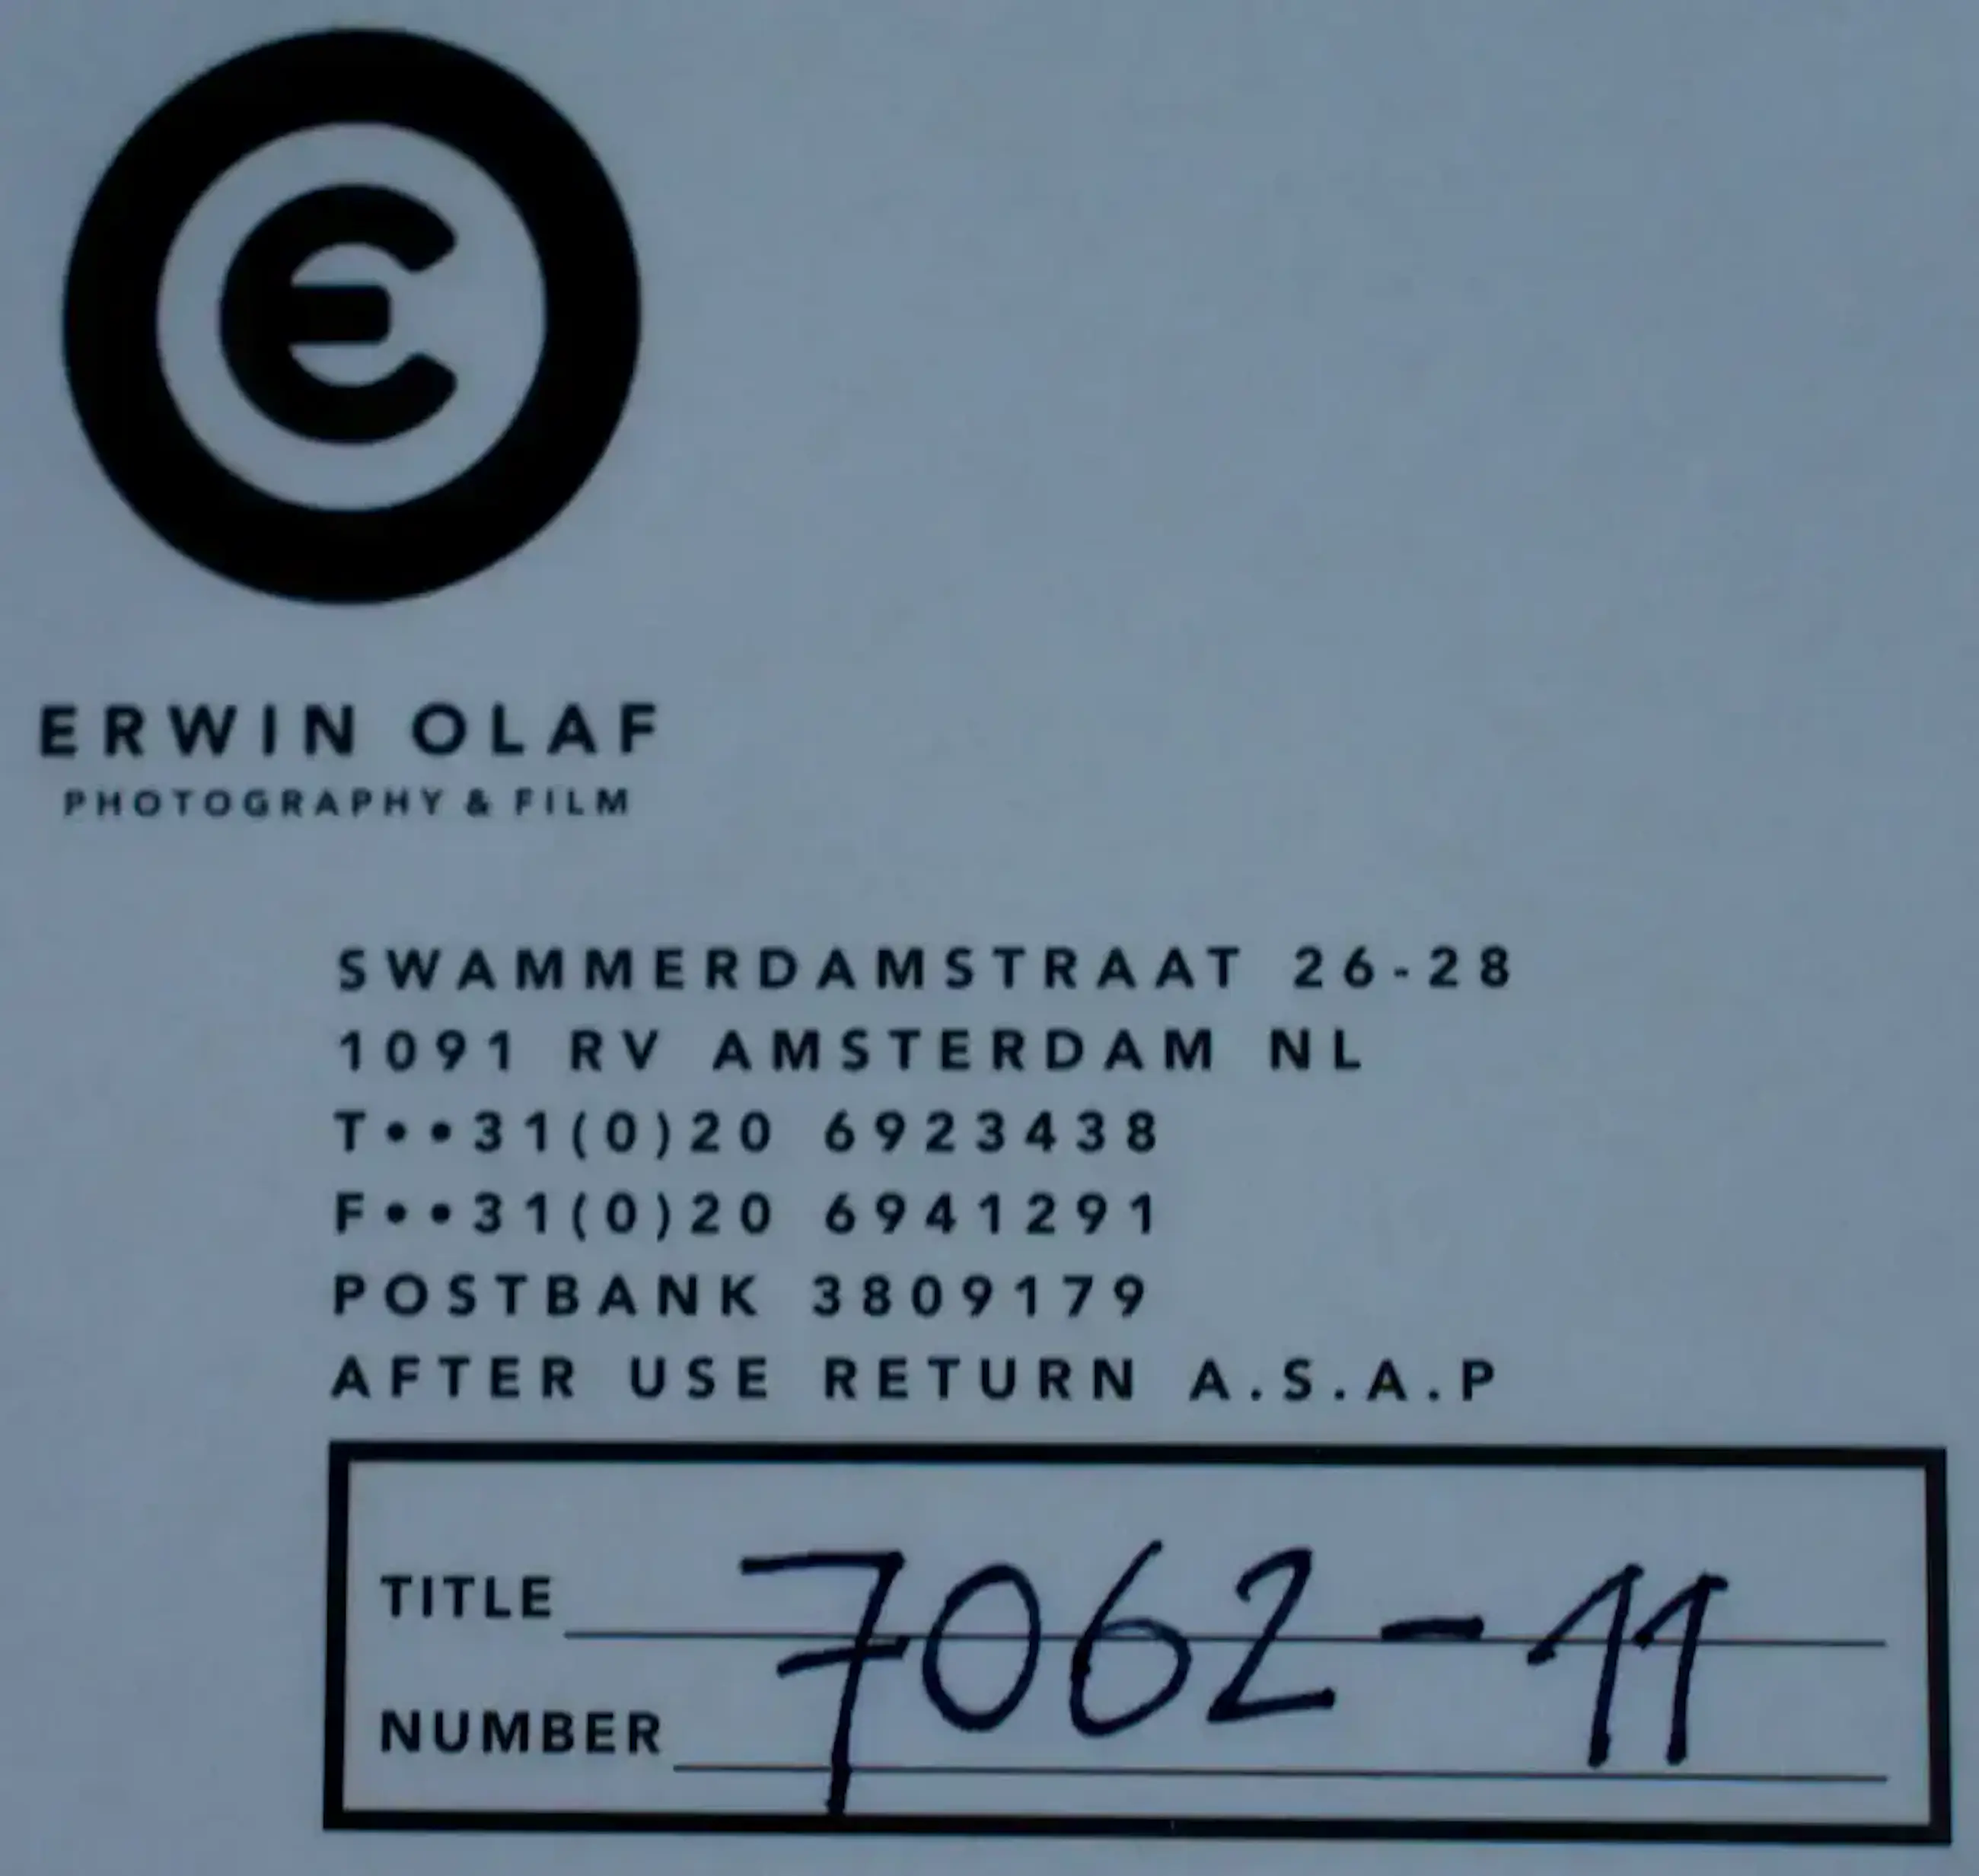 e
ERWIN OLAF
PHOTOGRAPHY & FILM
SWAMMERDAMSTRAAT 26-28
1091 RV AMSTERDAM NL
T••31(0)20 6923438
F••31(0)20 6941291
POSTBANK 3809179
AFTER USE RETURN A.S.A.P
TITLE 7062-11
NUMBER